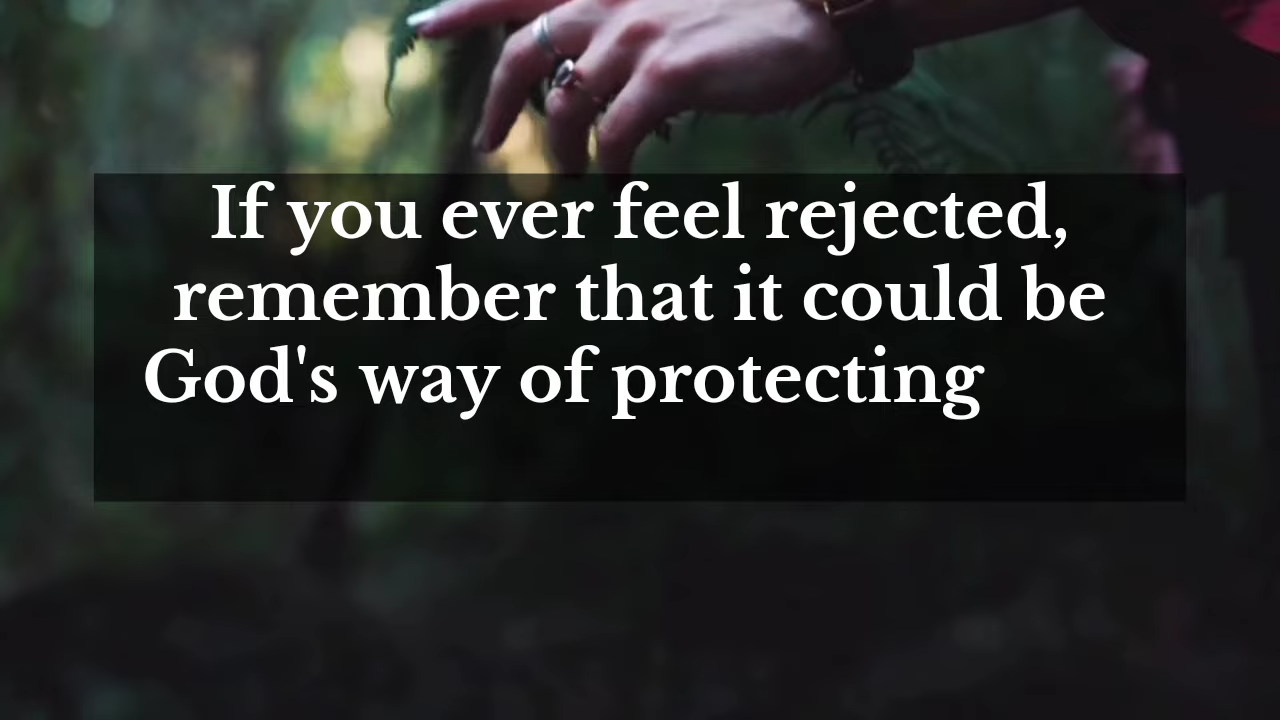 If you ever feel rejected,
remember that it could be
God's way of protecting